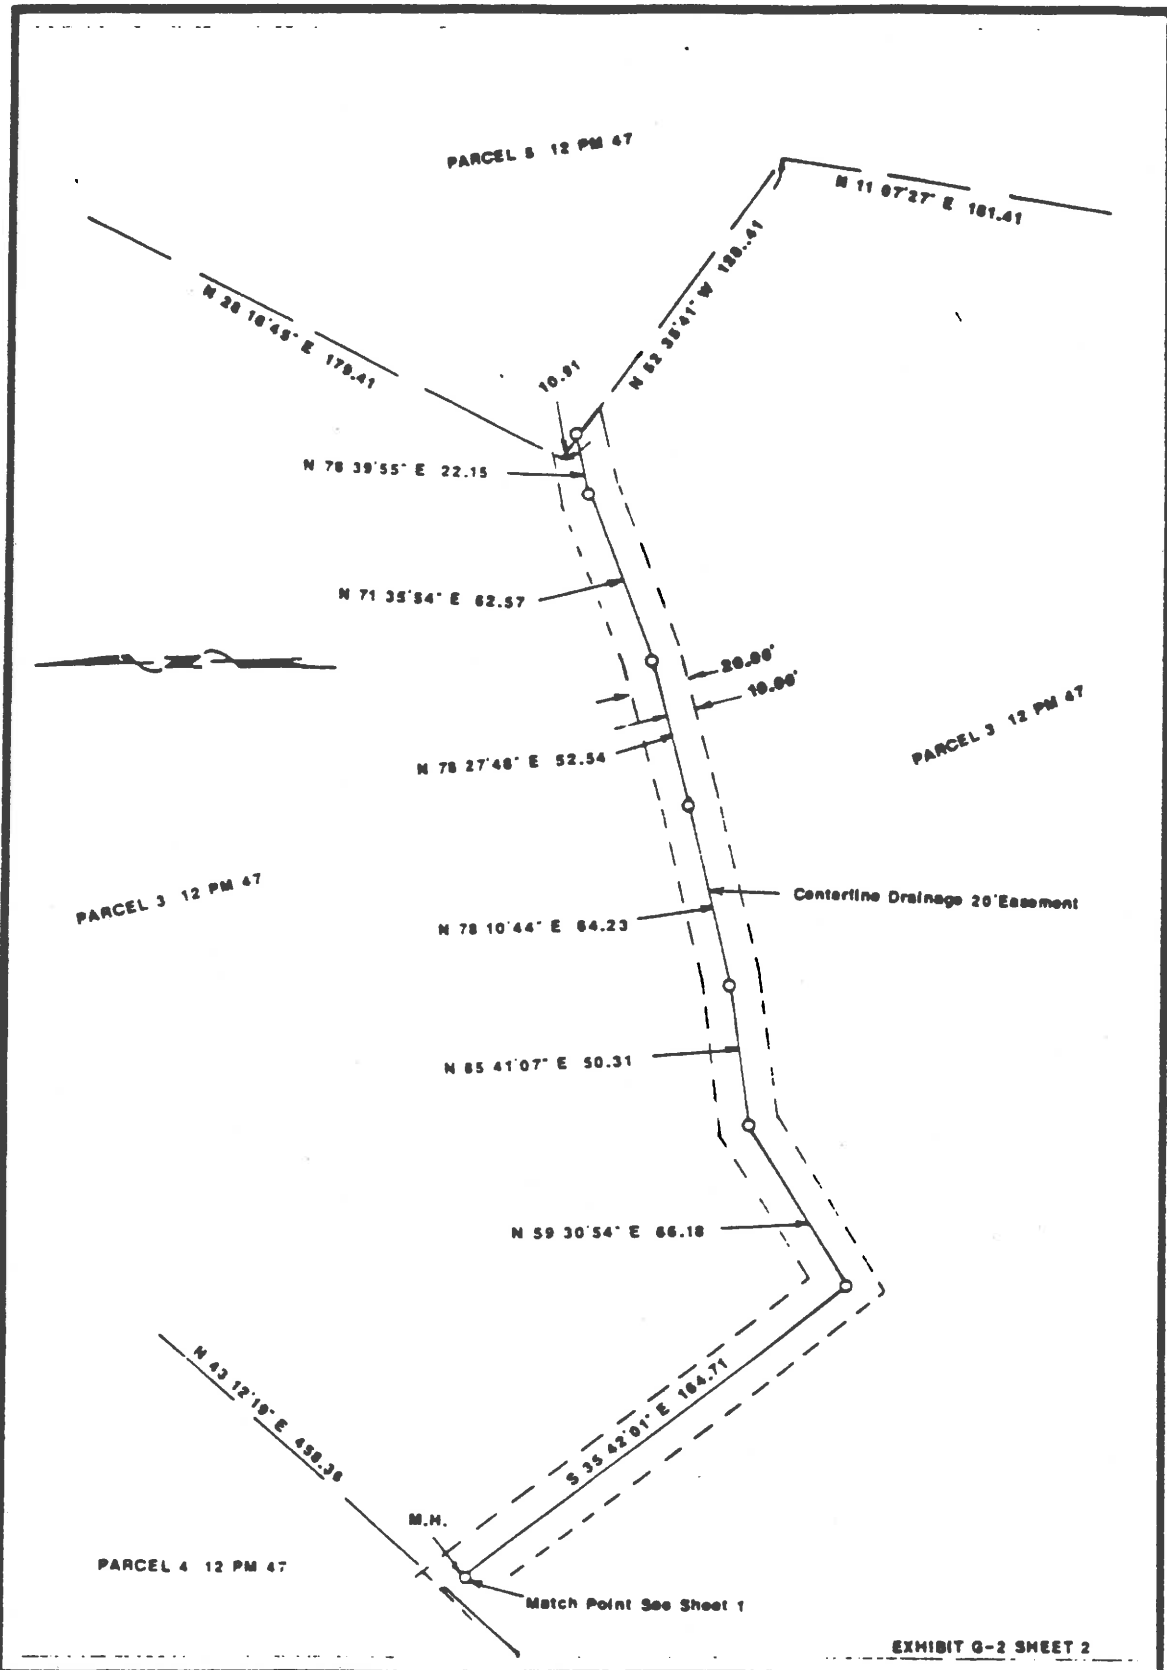 PARCEL 5 12 PM 47
N 11 07'27" E 181.41
N 52 35'41" W 129..41
N 28 16'45" E 179.41
10.91
N 78 39'55" E 22.15
N 71 35'54" E 62.57
20.00'
10.00'
PARCEL 3 12 PM 47
N 78 27'48" E 52.54
PARCEL 3 12 PM 47
Centerline Drainage 20' Easement
N 78 10'44" E 64.23
N 85 41'07" E 50.31
N 59 30'54" E 66.18
S 35 42'01" E 164.71
N 43 12'19" E 458.36
M.H.
PARCEL 4 12 PM 47
Match Point See Sheet 1
EXHIBIT G-2 SHEET 2